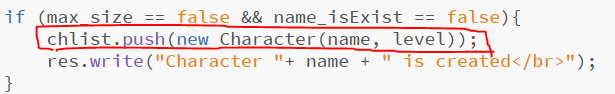 if (max_size == false && name_isExist == false){
chlist.push(new Character(name, level));
res.write("Character "+ name + " is created</br>");
}